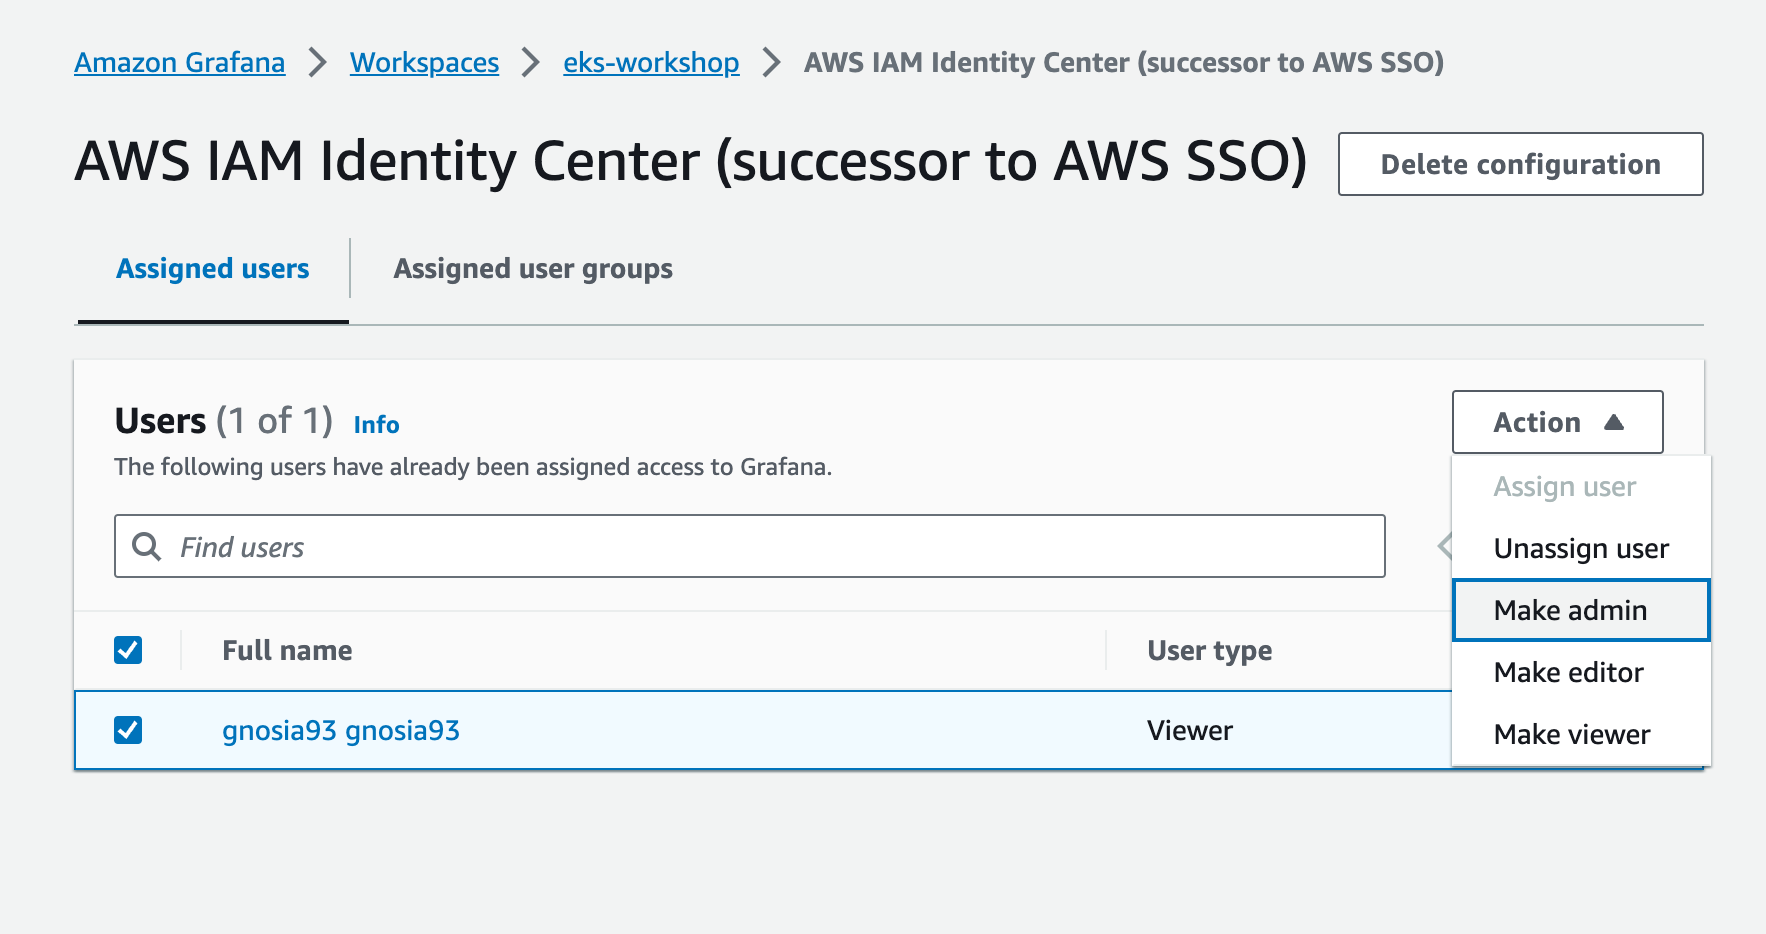 Amazon Grafana > Workspaces > eks-workshop > AWS IAM Identity Center (successor to AWS SSO)
AWS IAM Identity Center (successor to AWS SSO)
Delete configuration
Assigned users
Assigned user groups
Users (1 of 1) Info
The following users have already been assigned access to Grafana.
Action
Assign user
Unassign user
Make admin
Make editor
Make viewer
Find users
Full name
User type
gnosia93 gnosia93
Viewer